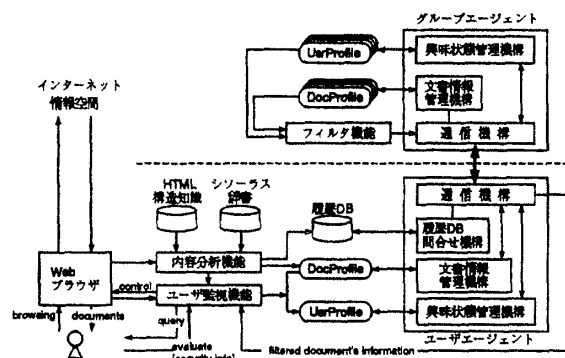 グループエージェント
UsrProfile
興味状態管理機構
DocProfile
文書情報
管理機構
フィルタ機能
通信機構
インターネット
情報空間
HTML
構造知識
シソーラス
辞書
履歴DB
通信機構
履歴DB
問合せ機構
Web
ブラウザ
内容分析機能
DocProfile
文書情報
管理機構
control
ユーザ監視機能
UsrProfile
興味状態管理機構
ユーザエージェント
browsing
documents
query
evaluate
filtered document's information